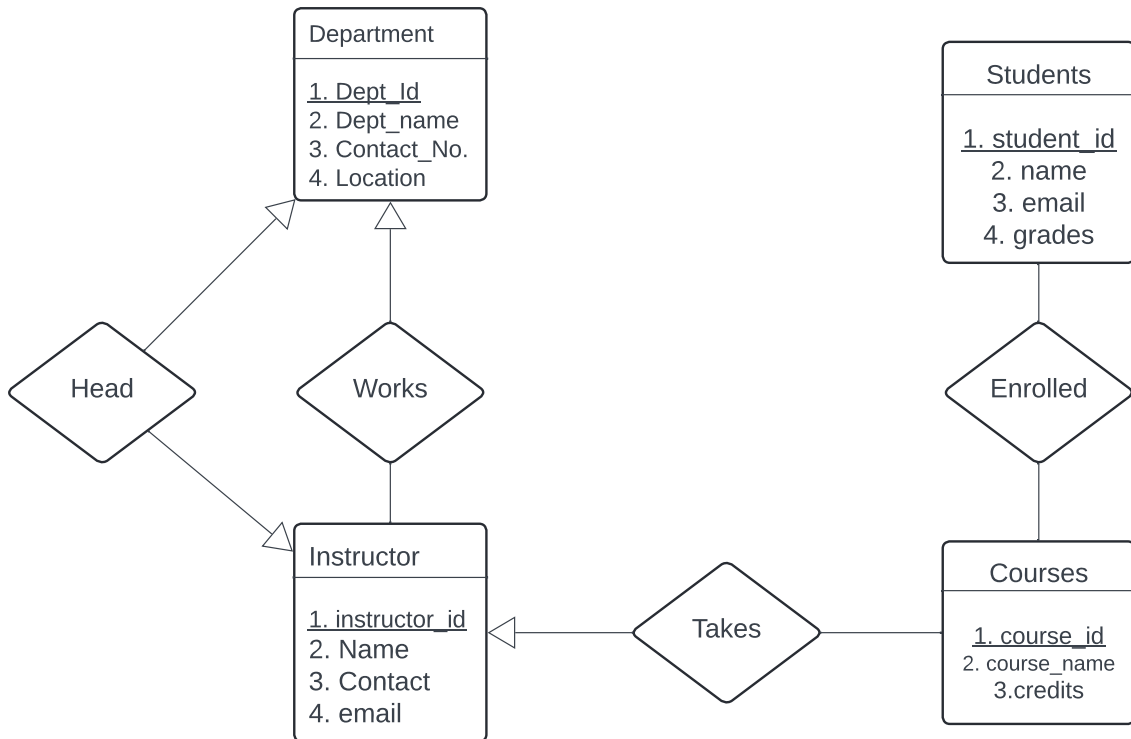 Department
1. Dept_Id
2. Dept_name
3. Contact_No.
4. Location
Students
1. student_id
2. name
3. email
4. grades
Head
Works
Enrolled
Instructor
1. instructor_id
2. Name
3. Contact
4. email
Takes
Courses
1. course_id
2. course_name
3.credits